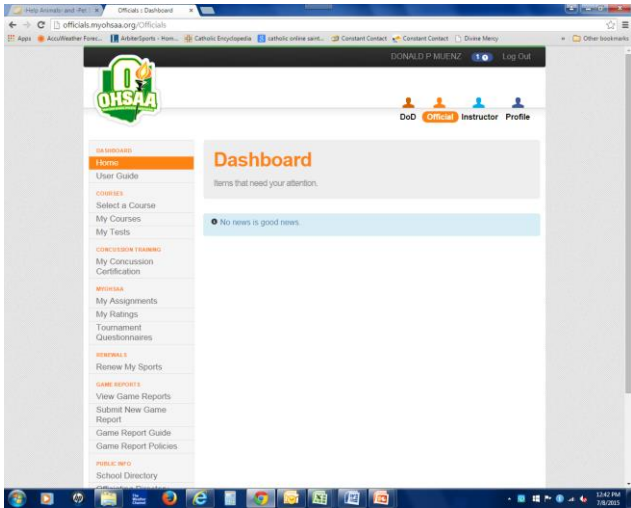 -Help Animals- and -Pet
Officials :: Dashboard
officials.myohsaa.org/Officials
Apps AccuWeather Forec... ArbiterSports - Hom... Catholic Encyclopedia catholic online saint... Constant Contact Constant Contact Divine Mercy Other bookmarks
DONALD P MUENZ 1 Log Out
OHSAA
DoD Official Instructor Profile
DASHBOARD
Home
User Guide
COURSES
Select a Course
My Courses
My Tests
CONCUSSION TRAINING
My Concussion
Certification
MYOHSAA
My Assignments
My Ratings
Tournament
Questionnaires
RENEWALS
Renew My Sports
GAME REPORTS
View Game Reports
Submit New Game
Report
Game Report Guide
Game Report Policies
PUBLIC INFO
School Directory
Dashboard
Items that need your attention.
No news is good news.
12:42 PM
7/8/2015